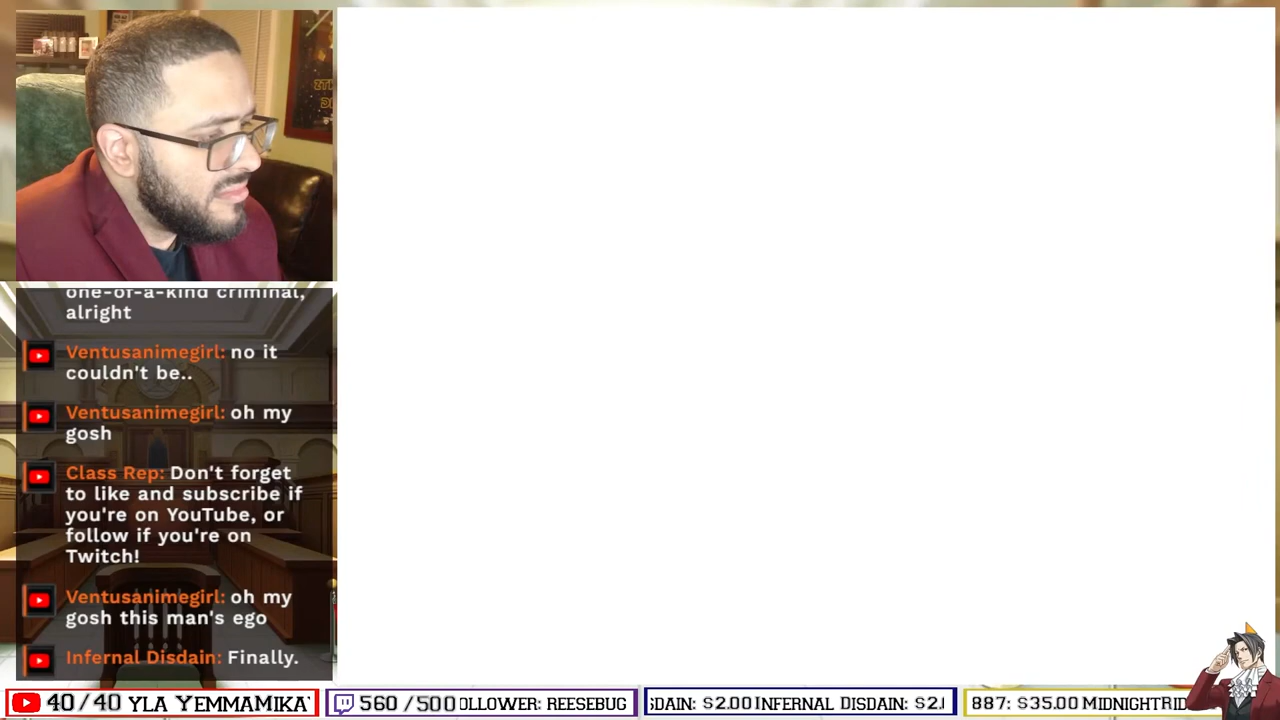 one-of-a-kind criminal,
alright
Ventusanimegirl: no it
couldn't be..
Ventusanimegirl: oh my
gosh
Class Rep: Don't forget
to like and subscribe if
you're on YouTube, or
follow if you're on
Twitch!
Ventusanimegirl: oh my
gosh this man's ego
Infernal Disdain: Finally.
40/40 YLA YEMMAMIKA
560/500 OLLOWER: REESEBUG
SDAIN: $2.00 INFERNAL DISDAIN: $2.
887: $35.00 MIDNIGHTRID